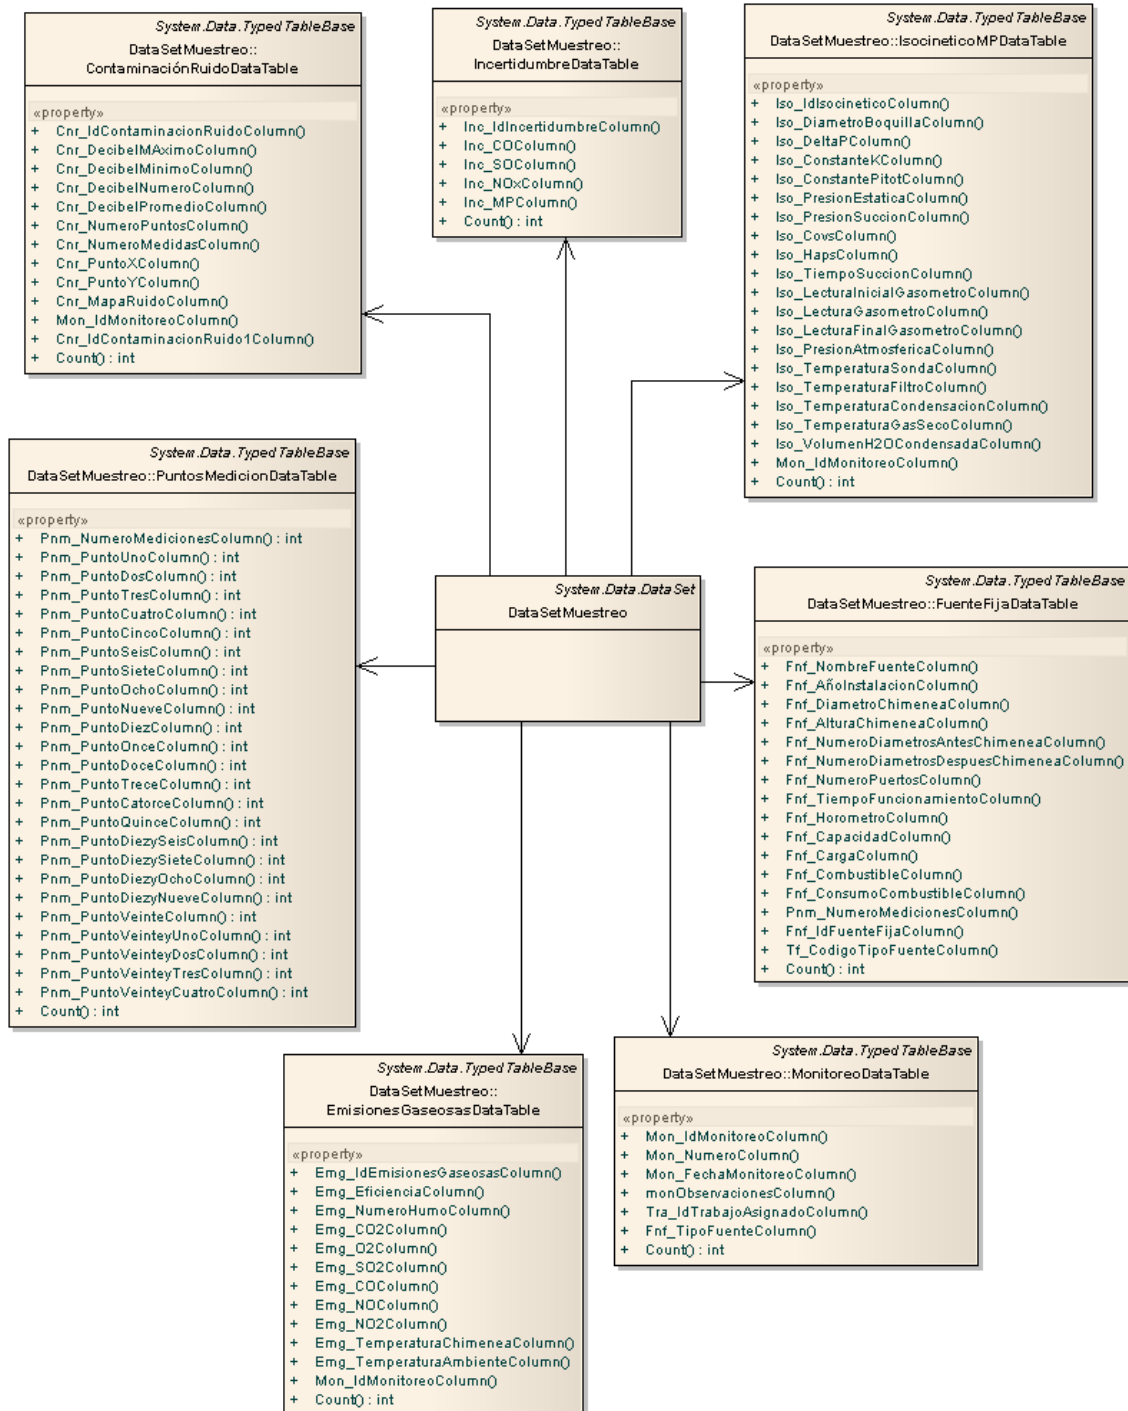 System.Data.TypedTableBase
DataSetMuestreo::
ContaminaciónRuidoDataTable
«property»
+ Cnr_IdContaminacionRuidoColumn()
+ Cnr_DecibelMAximoColumn()
+ Cnr_DecibelMinimoColumn()
+ Cnr_DecibelNumeroColumn()
+ Cnr_DecibelPromedioColumn()
+ Cnr_NumeroPuntosColumn()
+ Cnr_NumeroMedidasColumn()
+ Cnr_PuntoXColumn()
+ Cnr_PuntoYColumn()
+ Cnr_MapaRuidoColumn()
+ Mon_IdMonitoreoColumn()
+ Cnr_IdContaminacionRuido1Column()
+ Count() : int
System.Data.TypedTableBase
DataSetMuestreo::
IncertidumbreDataTable
«property»
+ Inc_IdIncertidumbreColumn()
+ Inc_COColumn()
+ Inc_SOColumn()
+ Inc_NOxColumn()
+ Inc_MPColumn()
+ Count() : int
System.Data.TypedTableBase
DataSetMuestreo::IsocineticoMPDataTable
«property»
+ Iso_IdIsocineticoColumn()
+ Iso_DiametroBoquillaColumn()
+ Iso_DeltaPColumn()
+ Iso_ConstanteKColumn()
+ Iso_ConstantePitotColumn()
+ Iso_PresionEstaticaColumn()
+ Iso_PresionSuccionColumn()
+ Iso_CovsColumn()
+ Iso_HapsColumn()
+ Iso_TiempoSuccionColumn()
+ Iso_LecturaInicialGasometroColumn()
+ Iso_LecturaGasometroColumn()
+ Iso_LecturaFinalGasometroColumn()
+ Iso_PresionAtmosfericaColumn()
+ Iso_TemperaturaSondaColumn()
+ Iso_TemperaturaFiltroColumn()
+ Iso_TemperaturaCondensacionColumn()
+ Iso_TemperaturaGasSecoColumn()
+ Iso_VolumenH2OCondensadaColumn()
+ Mon_IdMonitoreoColumn()
+ Count() : int
System.Data.TypedTableBase
DataSetMuestreo::PuntosMedicionDataTable
«property»
+ Pnm_NumeroMedicionesColumn() : int
+ Pnm_PuntoUnoColumn() : int
+ Pnm_PuntoDosColumn() : int
+ Pnm_PuntoTresColumn() : int
+ Pnm_PuntoCuatroColumn() : int
+ Pnm_PuntoCincoColumn() : int
+ Pnm_PuntoSeisColumn() : int
+ Pnm_PuntoSieteColumn() : int
+ Pnm_PuntoOchoColumn() : int
+ Pnm_PuntoNueveColumn() : int
+ Pnm_PuntoDiezColumn() : int
+ Pnm_PuntoOnceColumn() : int
+ Pnm_PuntoDoceColumn() : int
+ Pnm_PuntoTreceColumn() : int
+ Pnm_PuntoCatorceColumn() : int
+ Pnm_PuntoQuinceColumn() : int
+ Pnm_PuntoDiezySeisColumn() : int
+ Pnm_PuntoDiezySieteColumn() : int
+ Pnm_PuntoDiezyOchoColumn() : int
+ Pnm_PuntoDiezyNueveColumn() : int
+ Pnm_PuntoVeinteColumn() : int
+ Pnm_PuntoVeinteyUnoColumn() : int
+ Pnm_PuntoVeinteyDosColumn() : int
+ Pnm_PuntoVeinteyTresColumn() : int
+ Pnm_PuntoVeinteyCuatroColumn() : int
+ Count() : int
System.Data.DataSet
DataSetMuestreo
System.Data.TypedTableBase
DataSetMuestreo::FuenteFijaDataTable
«property»
+ Fnf_NombreFuenteColumn()
+ Fnf_AñoInstalacionColumn()
+ Fnf_DiametroChimeneaColumn()
+ Fnf_AlturaChimeneaColumn()
+ Fnf_NumeroDiametrosAntesChimeneaColumn()
+ Fnf_NumeroDiametrosDespuesChimeneaColumn()
+ Fnf_NumeroPuertosColumn()
+ Fnf_TiempoFuncionamientoColumn()
+ Fnf_HorometroColumn()
+ Fnf_CapacidadColumn()
+ Fnf_CargaColumn()
+ Fnf_CombustibleColumn()
+ Fnf_ConsumoCombustibleColumn()
+ Pnm_NumeroMedicionesColumn()
+ Fnf_IdFuenteFijaColumn()
+ Tf_CodigoTipoFuenteColumn()
+ Count() : int
System.Data.TypedTableBase
DataSetMuestreo::
EmisionesGaseosasDataTable
«property»
+ Emg_IdEmisionesGaseosasColumn()
+ Emg_EficienciaColumn()
+ Emg_NumeroHumoColumn()
+ Emg_CO2Column()
+ Emg_O2Column()
+ Emg_SO2Column()
+ Emg_COColumn()
+ Emg_NOColumn()
+ Emg_NO2Column()
+ Emg_TemperaturaChimeneaColumn()
+ Emg_TemperaturaAmbienteColumn()
+ Mon_IdMonitoreoColumn()
+ Count() : int
System.Data.TypedTableBase
DataSetMuestreo::MonitoreoDataTable
«property»
+ Mon_IdMonitoreoColumn()
+ Mon_NumeroColumn()
+ Mon_FechaMonitoreoColumn()
+ monObservacionesColumn()
+ Tra_IdTrabajoAsignadoColumn()
+ Fnf_TipoFuenteColumn()
+ Count() : int